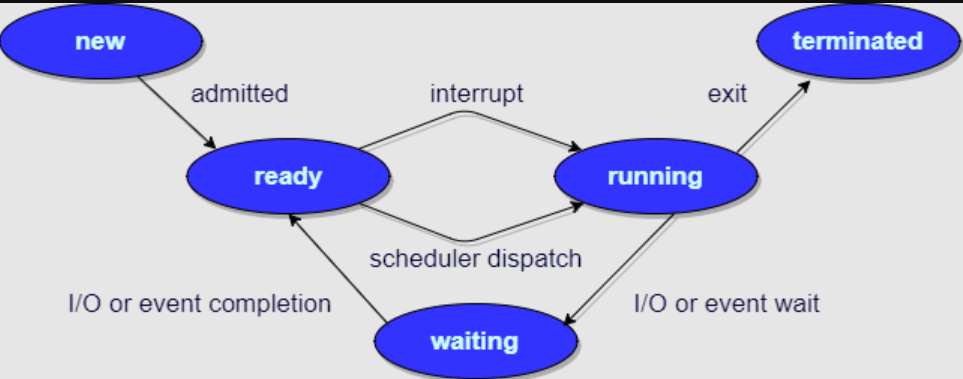 new
terminated
admitted
interrupt
exit
ready
running
scheduler dispatch
I/O or event completion
I/O or event wait
waiting